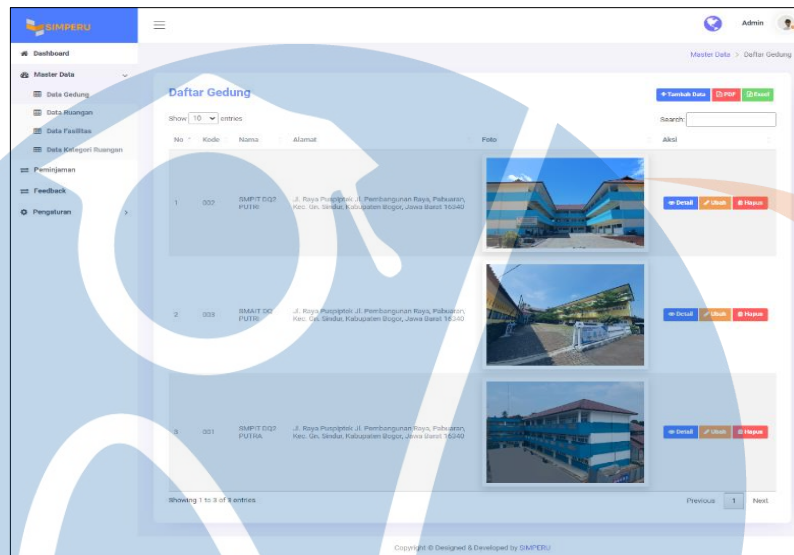 SIMPERU
Admin
Dashboard
Master Data
Data Gedung
Data Ruangan
Data Fasilitas
Data Kategori Ruangan
Peminjaman
Feedback
Pengaturan
Master Data > Daftar Gedung
Daftar Gedung
+Tambah Data PDF Excel
Show 10 entries
Search:
No Kode Nama Alamat Foto Aksi
1 002 SMPIT DQ2 PUTRI Jl. Raya Puspiptek Jl. Pembangunan Raya, Pabuaran,
Kec. Gn. Sindur, Kabupaten Bogor, Jawa Barat 16340
Detail Ubah Hapus
2 003 SMAIT DQ PUTRI Jl. Raya Puspiptek Jl. Pembangunan Raya, Pabuaran,
Kec. Gn. Sindur, Kabupaten Bogor, Jawa Barat 16340
Detail Ubah Hapus
3 001 SMPIT DQ2 PUTRA Jl. Raya Puspiptek Jl. Pembangunan Raya, Pabuaran,
Kec. Gn. Sindur, Kabupaten Bogor, Jawa Barat 16340
Detail Ubah Hapus
Showing 1 to 3 of 3 entries
Previous 1 Next
Copyright © Designed & Developed by SIMPERU